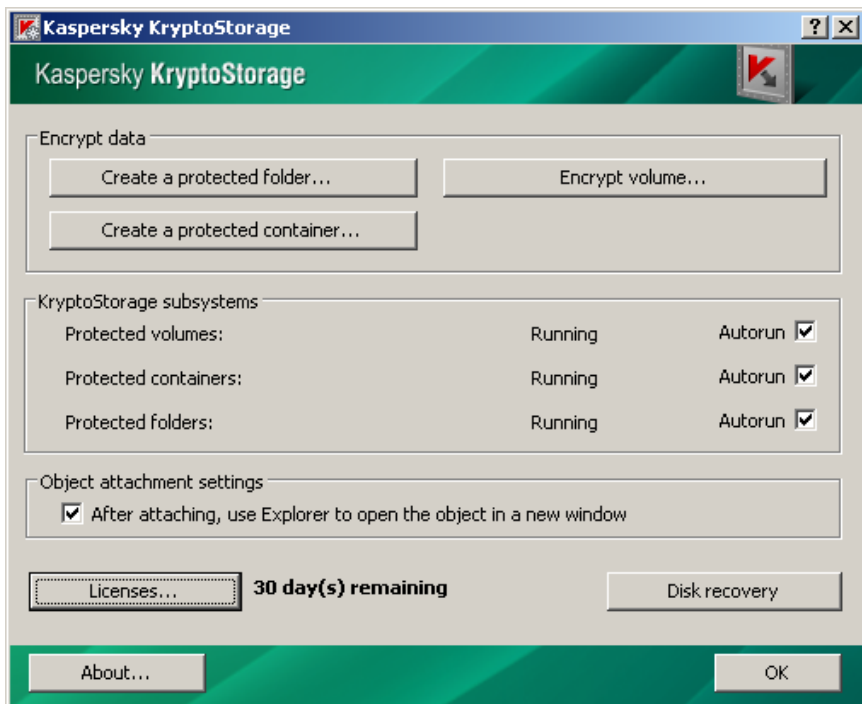 Kaspersky KryptoStorage
Kaspersky KryptoStorage
Encrypt data
Create a protected folder... Encrypt volume...
Create a protected container...
KryptoStorage subsystems
Protected volumes: Running Autorun
Protected containers: Running Autorun
Protected folders: Running Autorun
Object attachment settings
After attaching, use Explorer to open the object in a new window
Licenses... 30 day(s) remaining Disk recovery
About... OK